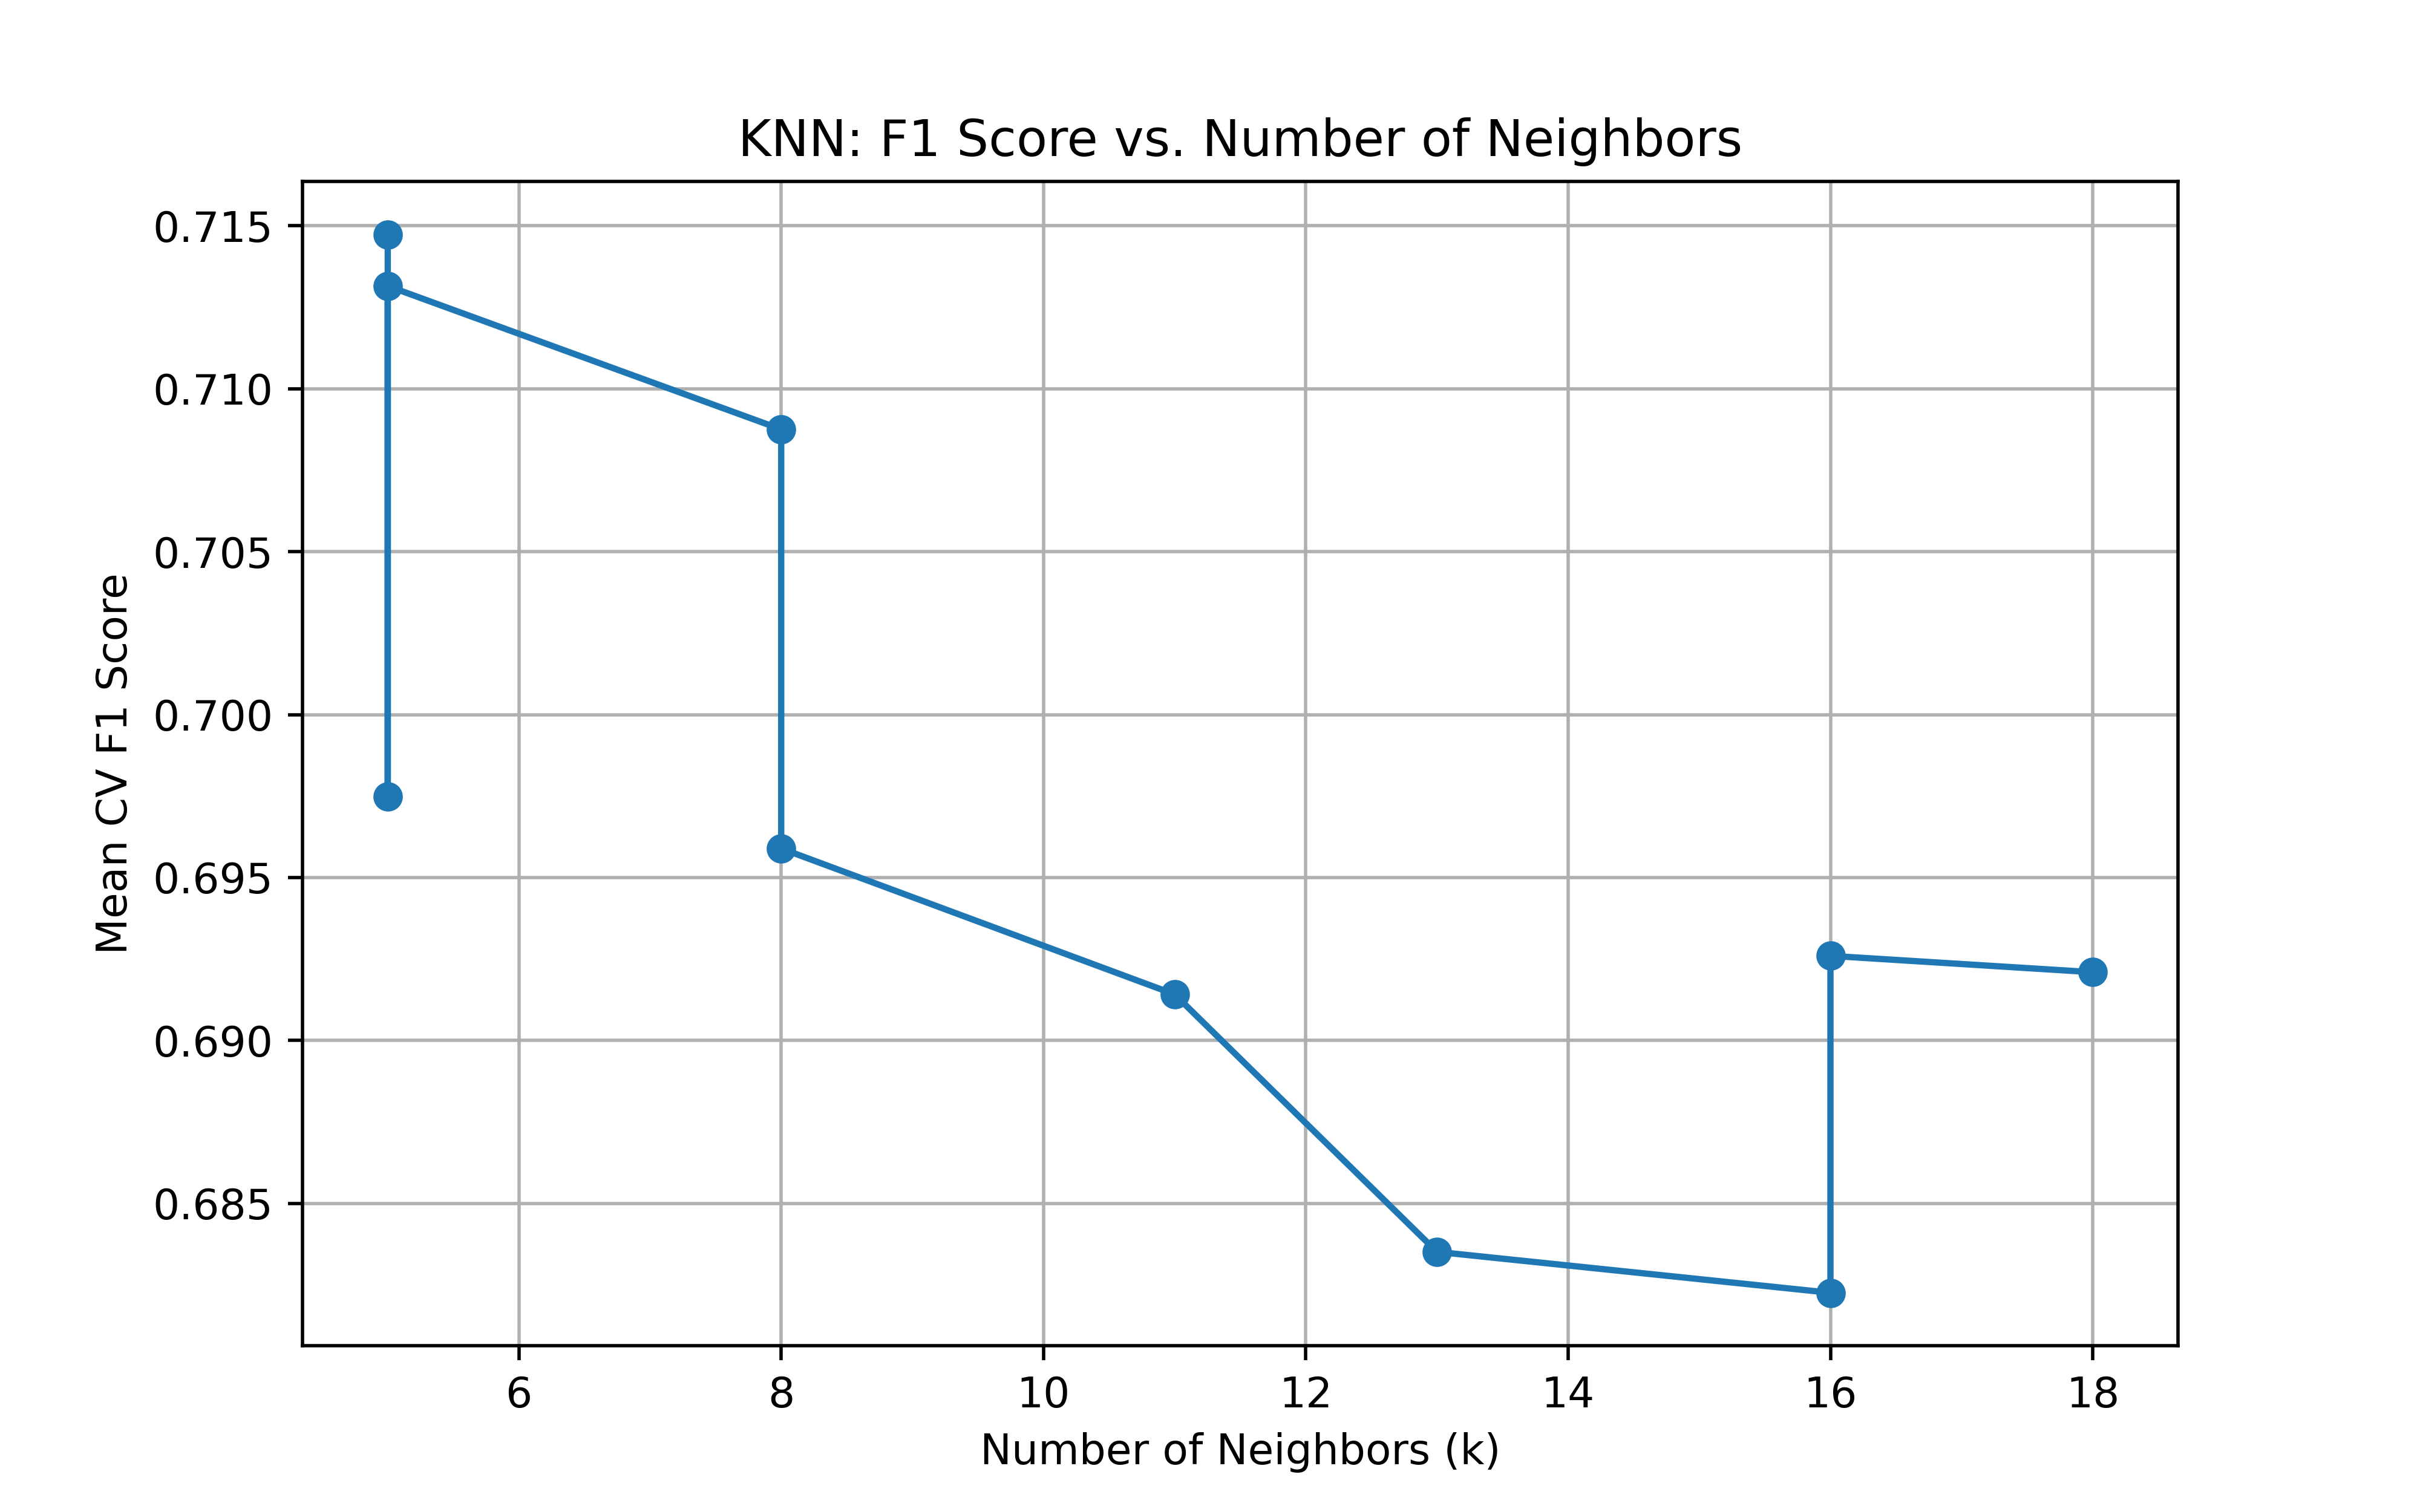 KNN: F1 Score vs. Number of Neighbors
Mean CV F1 Score
0.715
0.710
0.705
0.700
0.695
0.690
0.685
6 8 10 12 14 16 18
Number of Neighbors (k)